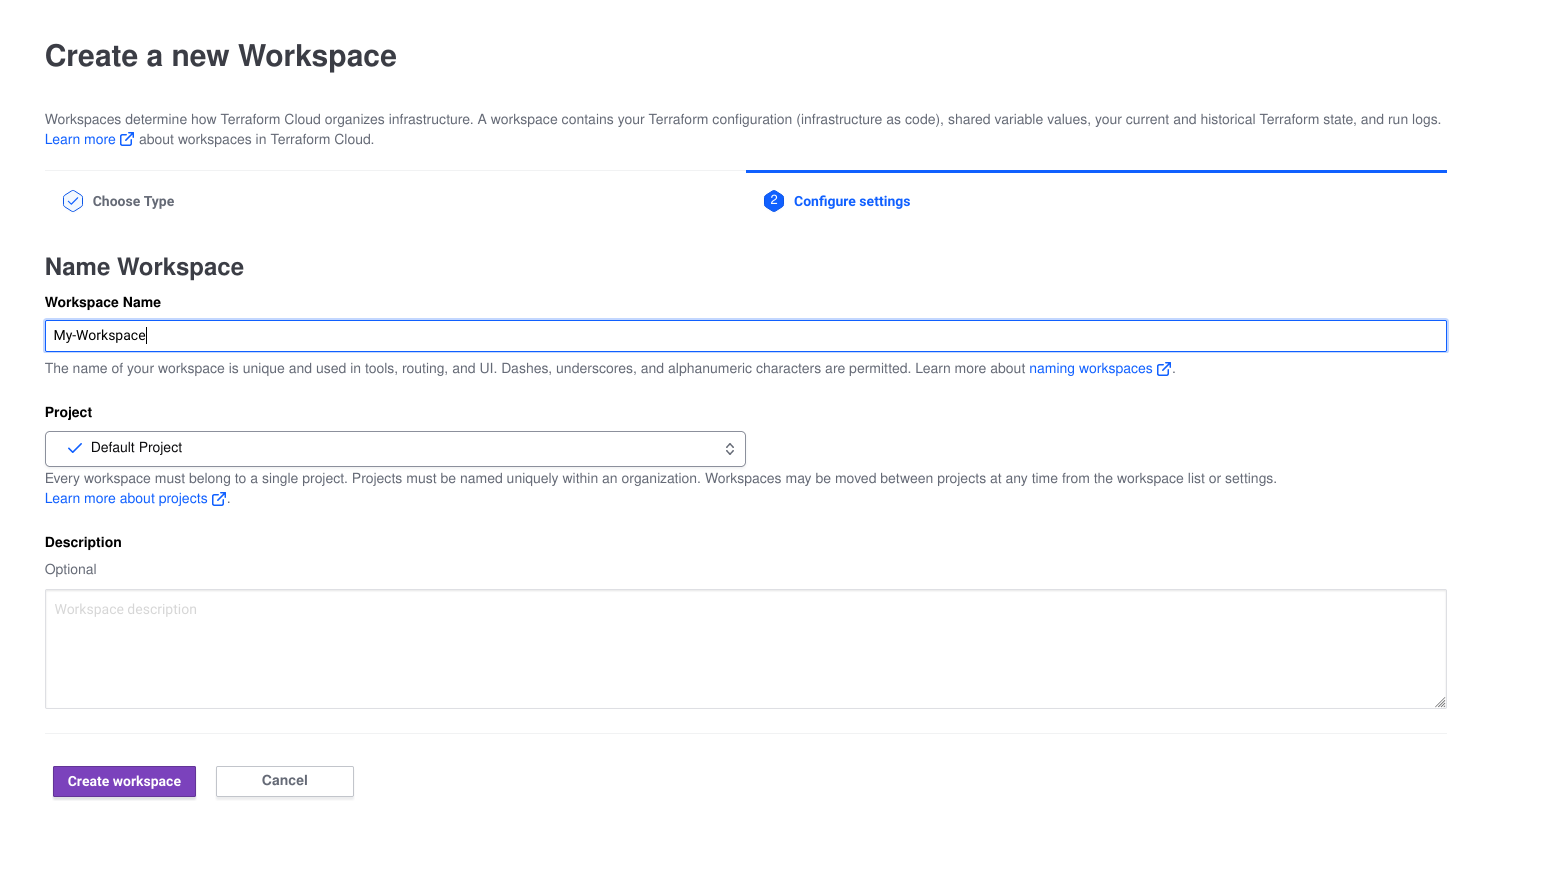 Create a new Workspace
Workspaces determine how Terraform Cloud organizes infrastructure. A workspace contains your Terraform configuration (infrastructure as code), shared variable values, your current and historical Terraform state, and run logs.
Learn more about workspaces in Terraform Cloud.
Choose Type
2 Configure settings
Name Workspace
Workspace Name
My-Workspace
The name of your workspace is unique and used in tools, routing, and UI. Dashes, underscores, and alphanumeric characters are permitted. Learn more about naming workspaces.
Project
Default Project
Every workspace must belong to a single project. Projects must be named uniquely within an organization. Workspaces may be moved between projects at any time from the workspace list or settings.
Learn more about projects.
Description
Optional
Workspace description
Create workspace
Cancel